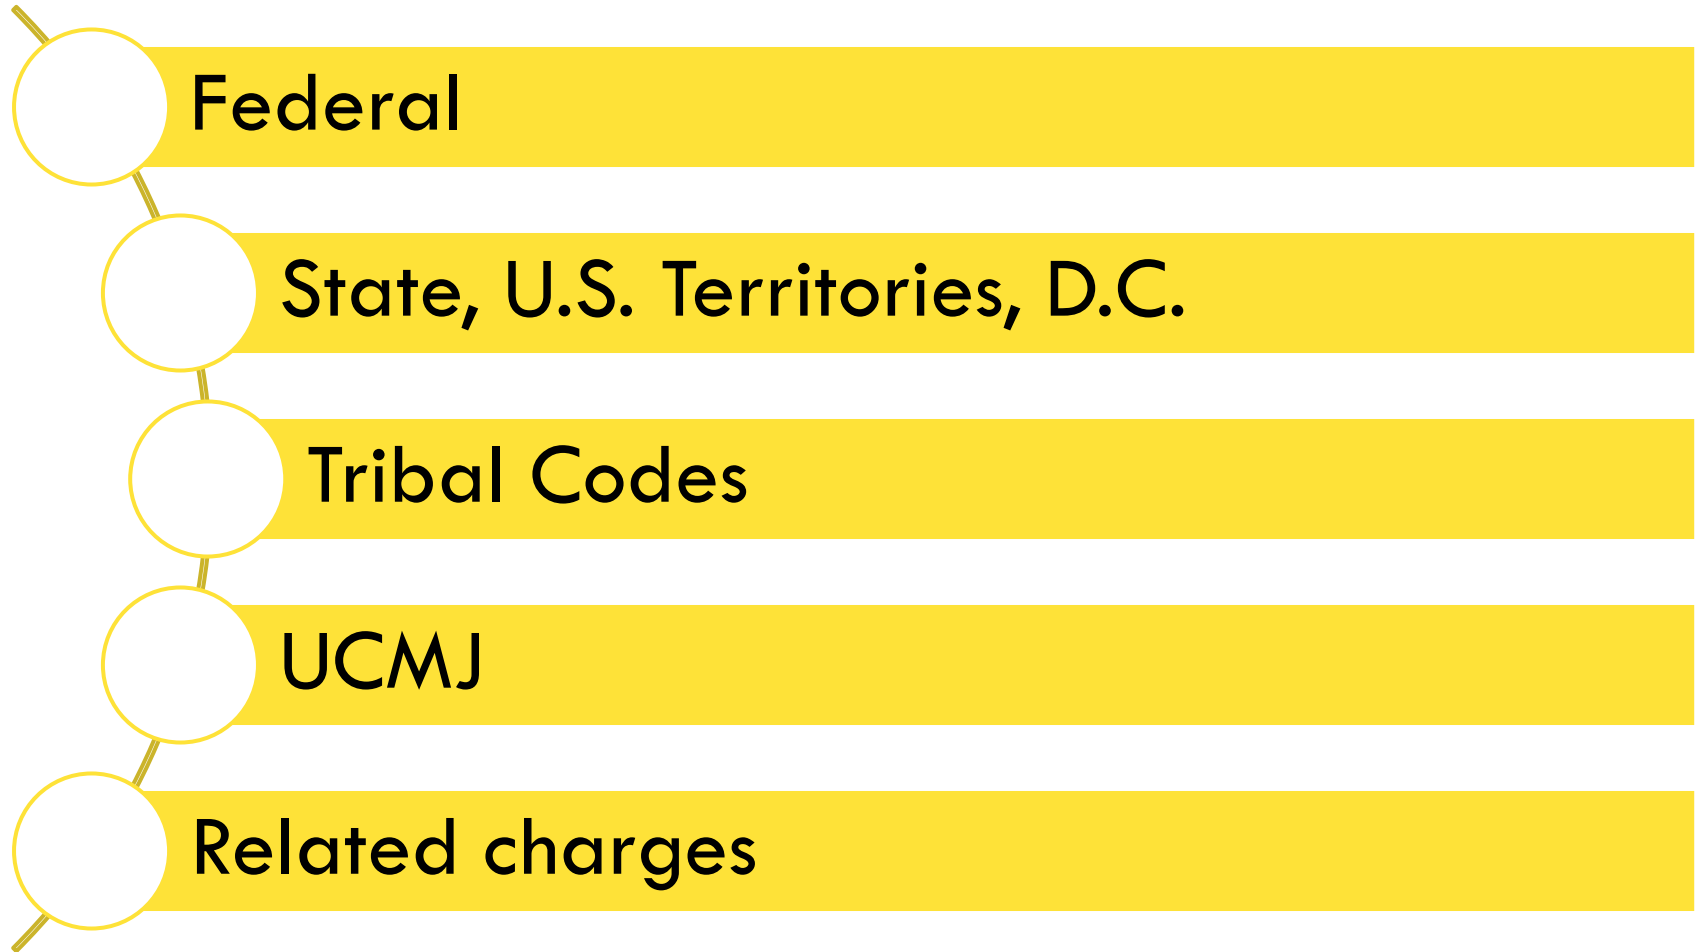 Federal
State, U.S. Territories, D.C.
Tribal Codes
UCMJ
Related charges